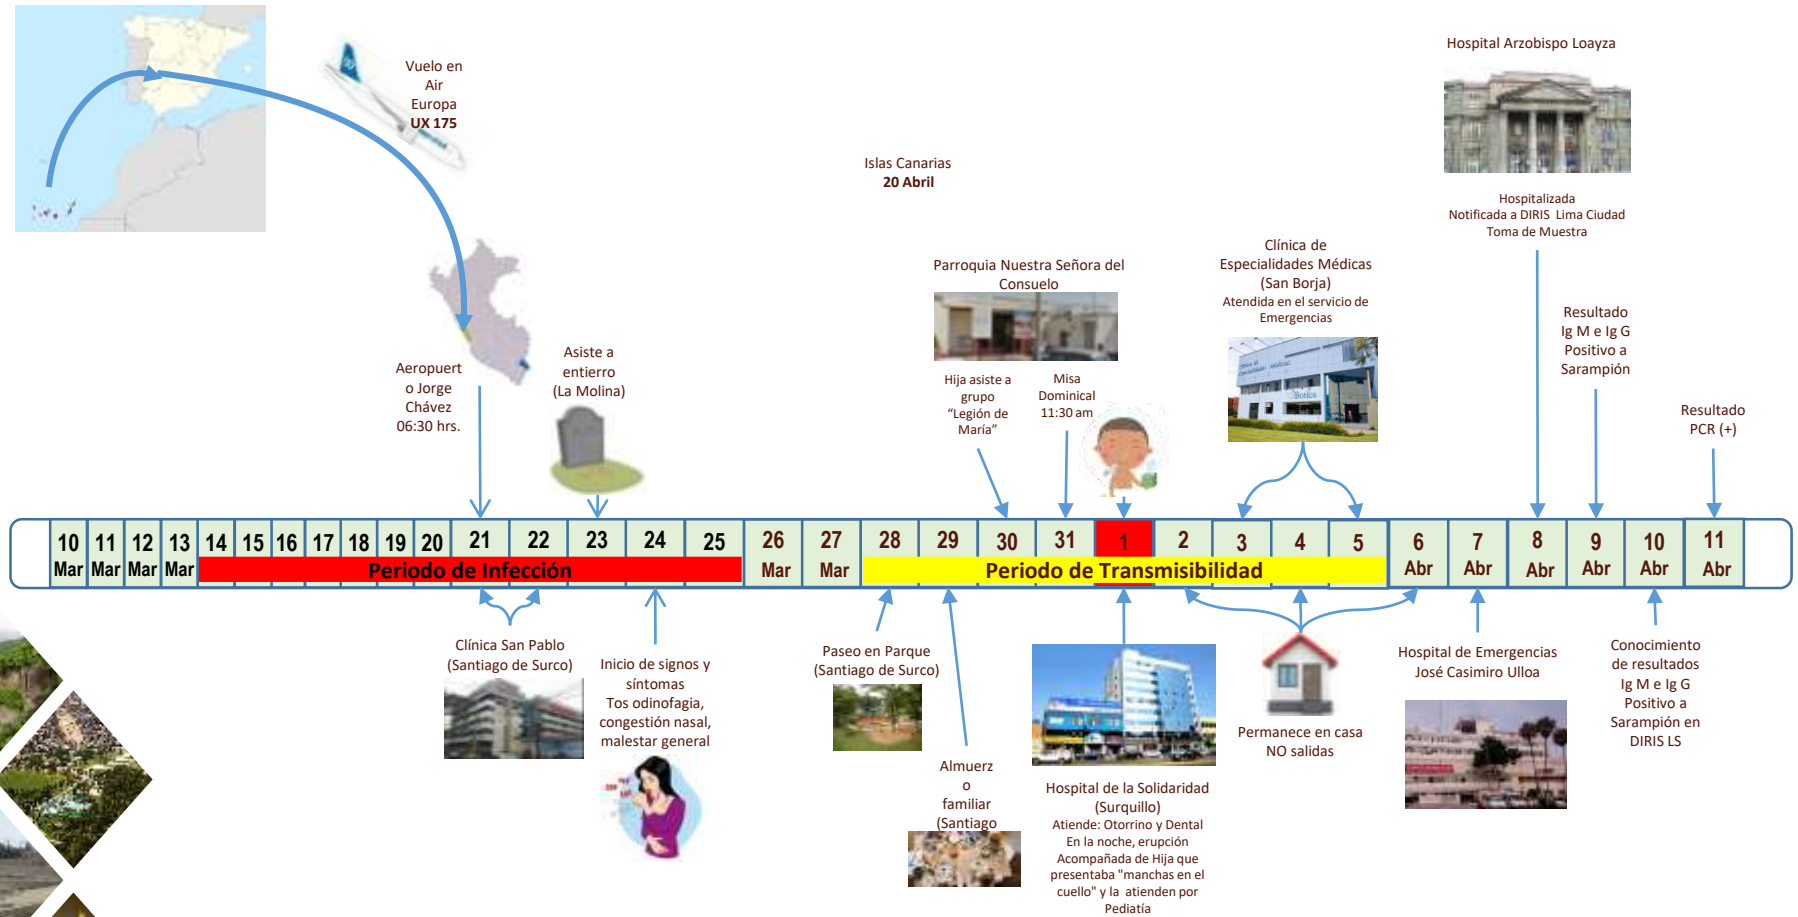 Vuelo en
Air
Europa
UX 175
Hospital Arzobispo Loayza
Islas Canarias
20 Abril
Hospitalizada
Notificada a DIRIS Lima Ciudad
Toma de Muestra
Clínica de
Especialidades Médicas
(San Borja)
Atendida en el servicio de
Emergencias
Parroquia Nuestra Señora del
Consuelo
Resultado
Ig M e Ig G
Positivo a
Sarampión
Asiste a
entierro
(La Molina)
Aeropuert
o Jorge
Chávez
06:30 hrs.
Hija asiste a
grupo
“Legión de
María”
Misa
Dominical
11:30 am
Clínica de
Especialidades Médicas
Botica
Resultado
PCR (+)
10 Mar
11 Mar
12 Mar
13 Mar
14 15 16 17 18 19 20 21 22 23 24 25
Periodo de Infección
26 Mar
27 Mar
28 29 30 31 1 2 3 4 5
Periodo de Transmisibilidad
6 Abr
7 Abr
8 Abr
9 Abr
10 Abr
11 Abr
Clínica San Pablo
(Santiago de Surco)
Inicio de signos y
síntomas
Tos odinofagia,
congestión nasal,
malestar general
Paseo en Parque
(Santiago de Surco)
Almuerz
o
familiar
(Santiago
Hospital de la Solidaridad
(Surquillo)
Atiende: Otorrino y Dental
En la noche, erupción
Acompañada de Hija que
presentaba "manchas en el
cuello" y la atienden por
Pediatía
Permanece en casa
NO salidas
Hospital de Emergencias
José Casimiro Ulloa
Conocimiento
de resultados
Ig M e Ig G
Positivo a
Sarampión en
DIRIS LS